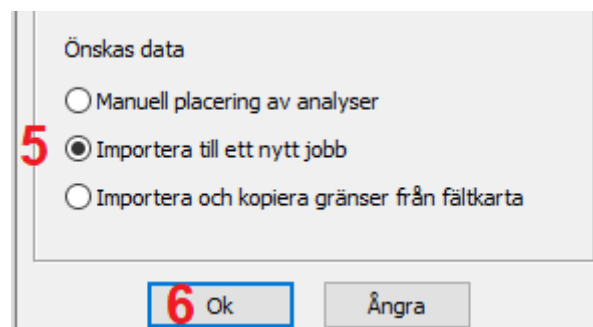 Önskas data
Manuell placering av analyser
5 Importera till ett nytt jobb
Importera och kopiera gränser från fältkarta
6 Ok Ångra